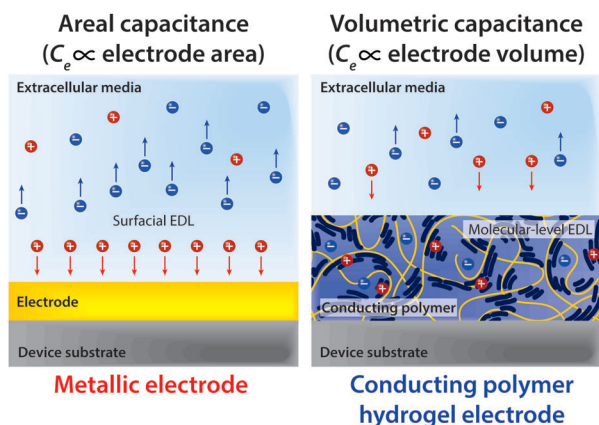 Areal capacitance
(Ce ∝ electrode area)
Extracellular media
Surfacial EDL
Electrode
Device substrate
Metallic electrode
Volumetric capacitance
(Ce ∝ electrode volume)
Extracellular media
Molecular-level EDL
Conducting polymer
Device substrate
Conducting polymer
hydrogel electrode